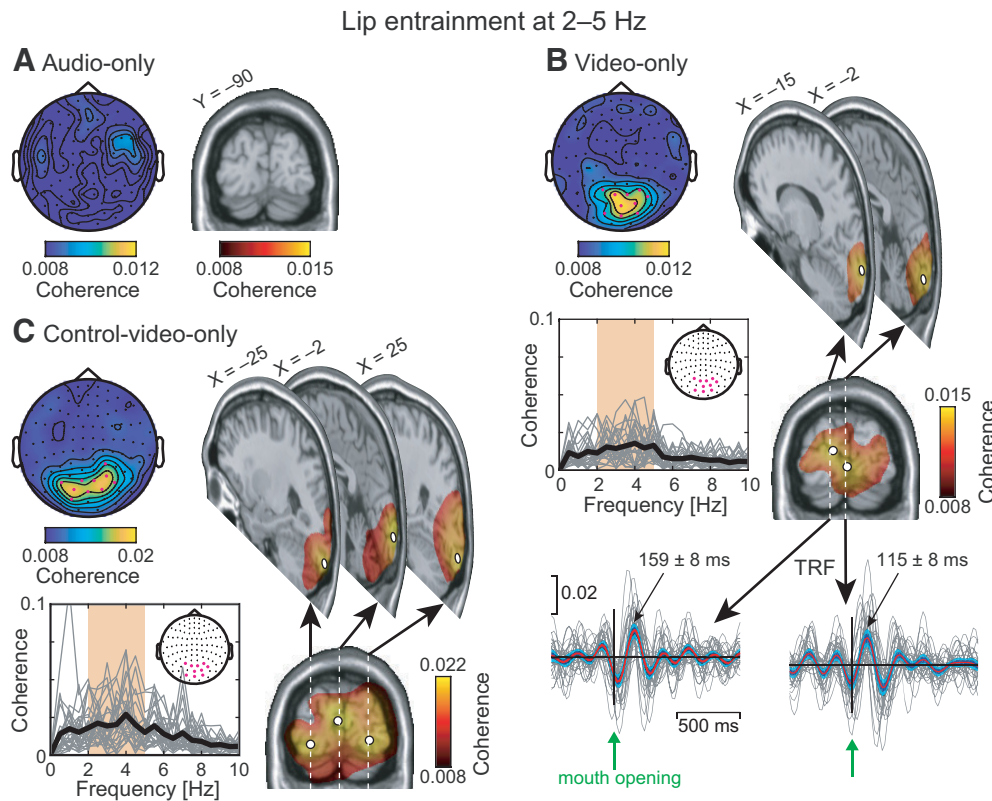 Lip entrainment at 2–5 Hz
A Audio-only
Y = –90
0.008 0.012
Coherence
0.008 0.015
Coherence
B Video-only
X = –15
X = –2
0.008 0.012
Coherence
0.1
0
Coherence
0 2 4 6 8 10
Frequency [Hz]
0.015
0.008
Coherence
159 ± 8 ms
TRF
115 ± 8 ms
0.02
500 ms
mouth opening
C Control-video-only
X = –25
X = –2
X = 25
0.008 0.02
Coherence
0.1
0
Coherence
0 2 4 6 8 10
Frequency [Hz]
0.022
0.008
Coherence